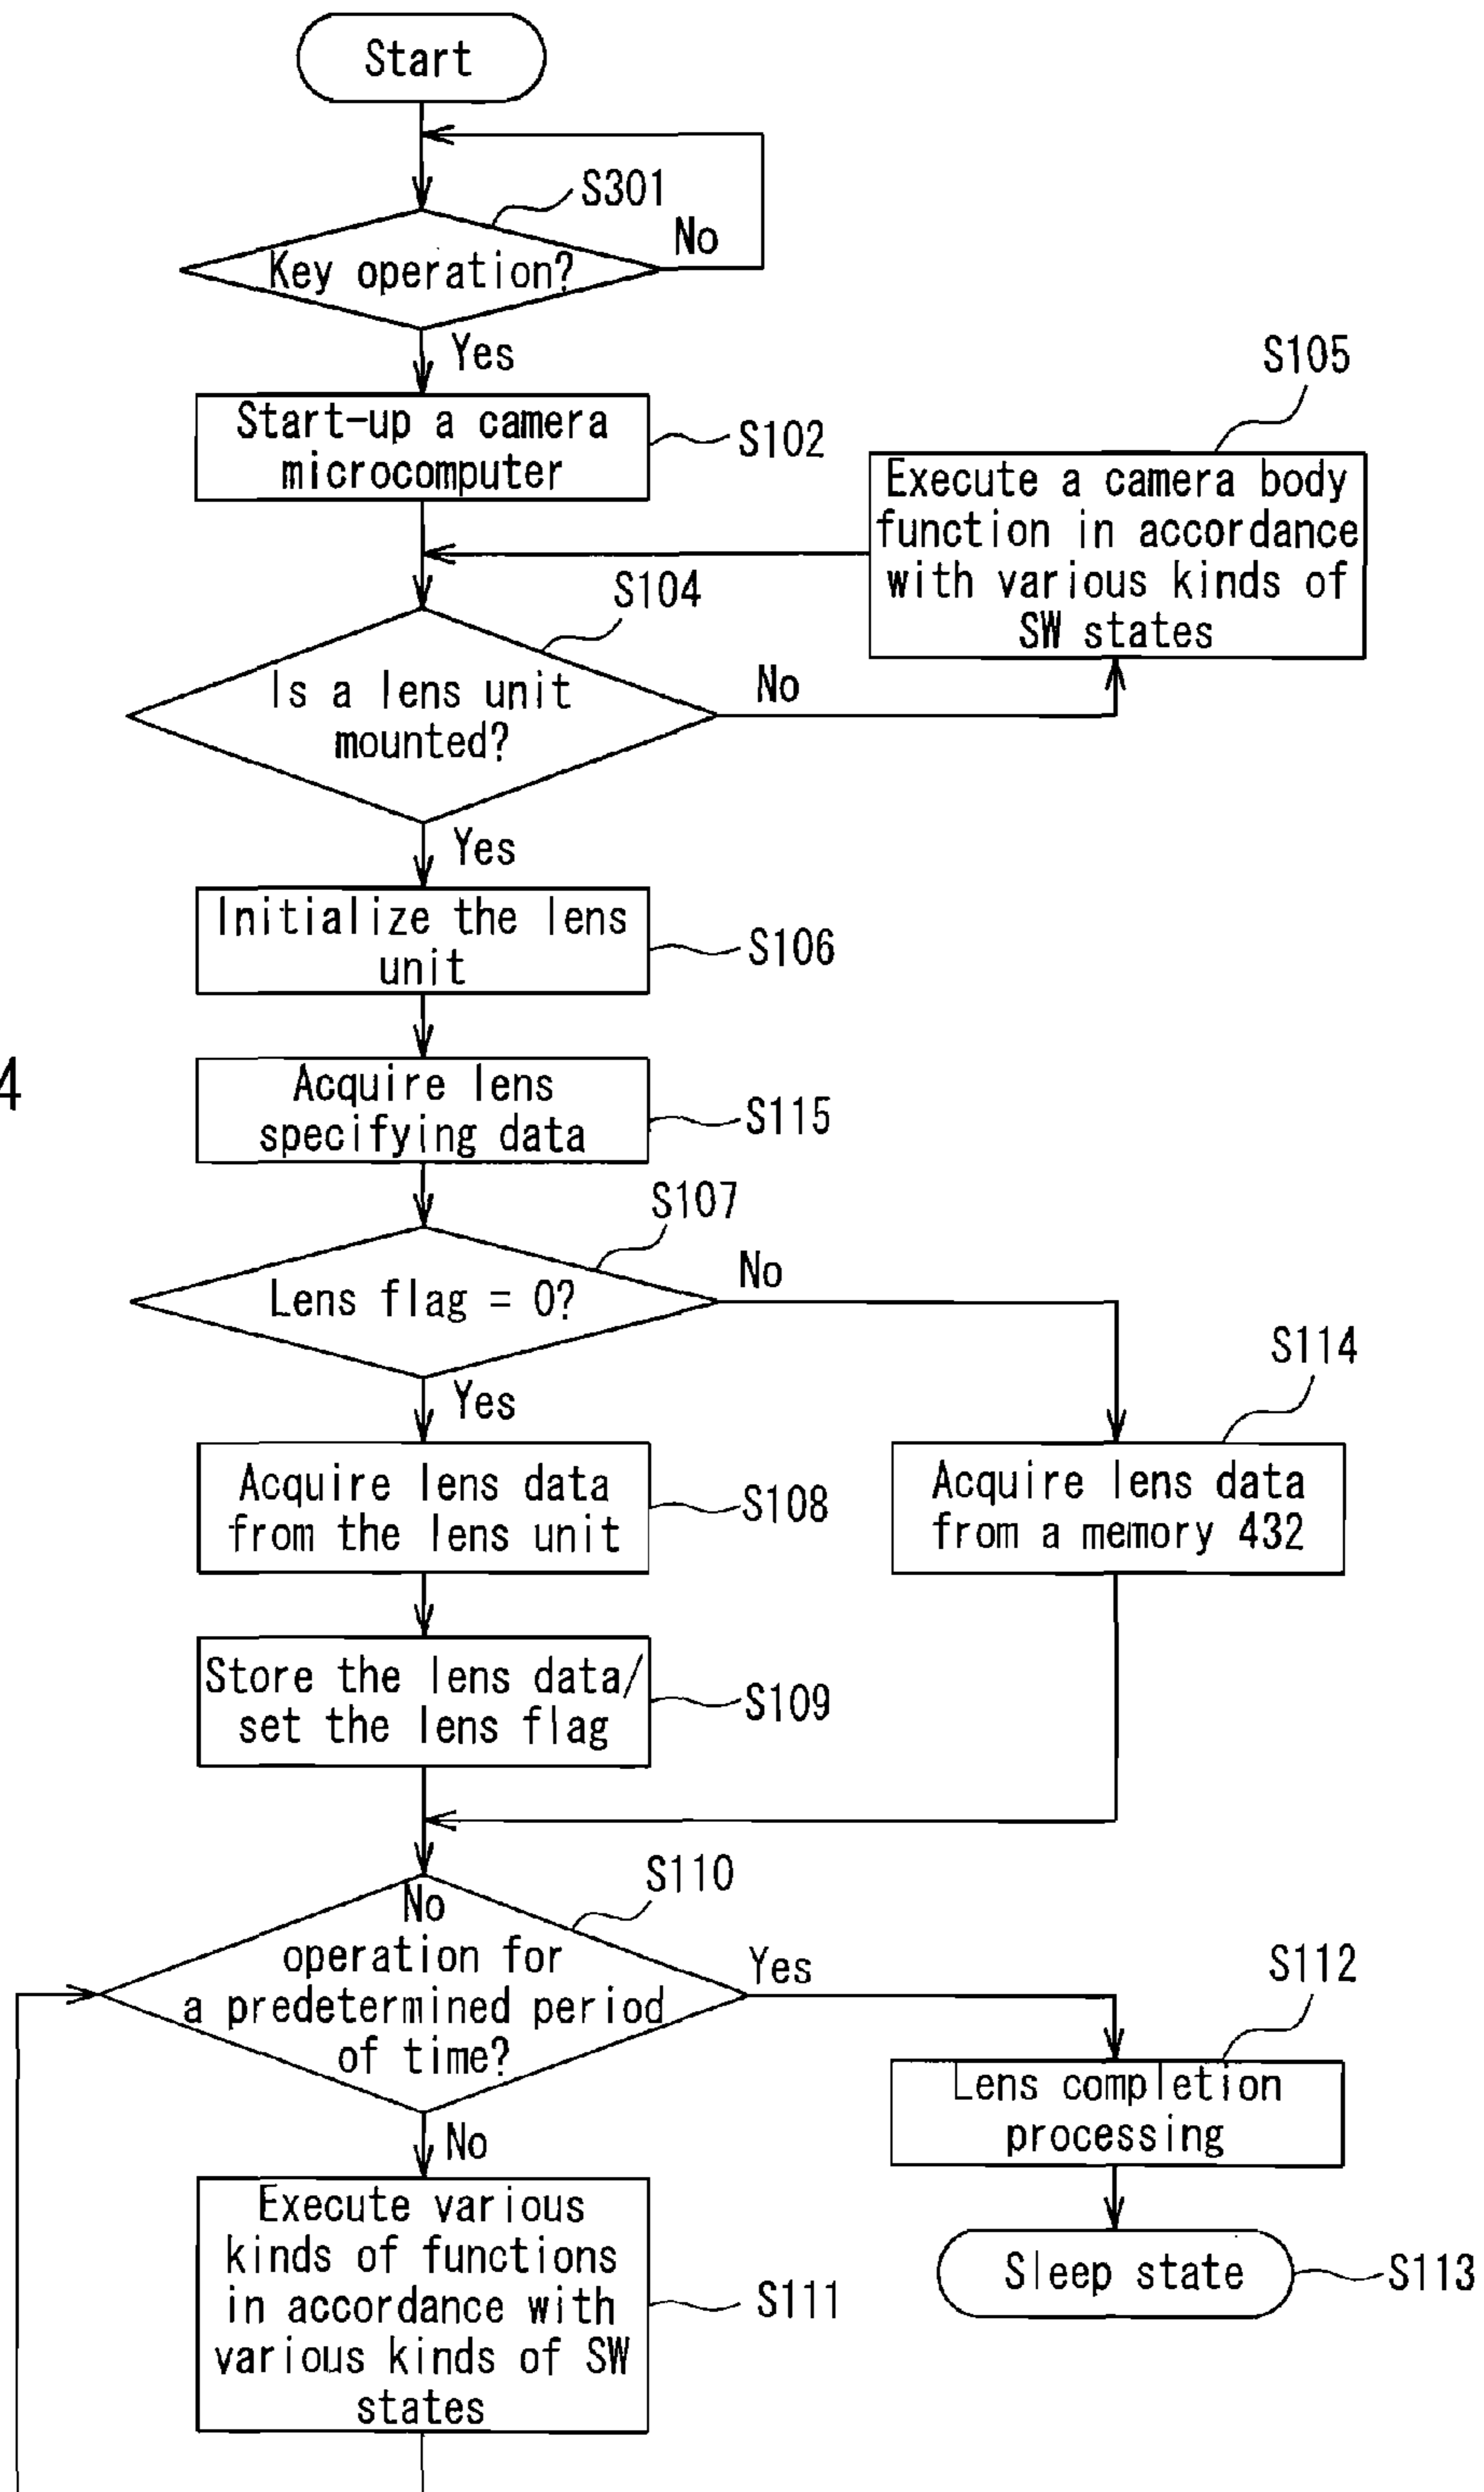 Start
S301
Key operation?
No
Yes
Start-up a camera
microcomputer
S102
S105
Execute a camera body
function in accordance
with various kinds of
SW states
S104
Is a lens unit
mounted?
No
Yes
Initialize the lens
unit
S106
4
Acquire lens
specifying data
S115
S107
Lens flag = 0?
No
Yes
S114
Acquire lens data
from the lens unit
S108
Acquire lens data
from a memory 432
Store the lens data/
set the lens flag
S109
S110
No
operation for
a predetermined period
of time?
Yes
No
S112
Lens completion
processing
Execute various
kinds of functions
in accordance with
various kinds of SW
states
S111
Sleep state
S113